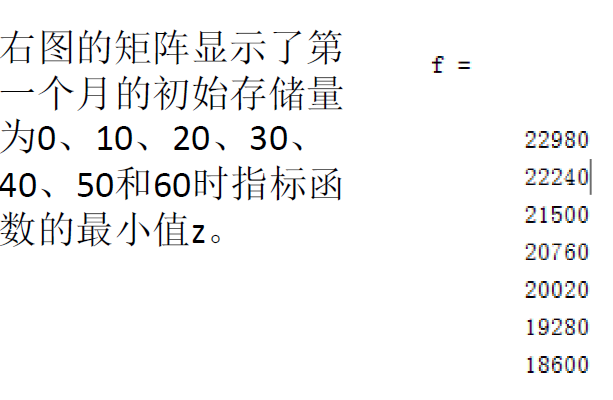 右图的矩阵显示了第
一个月的初始存储量
为0、10、20、30、
40、50和60时指标函
数的最小值z。
f =
22980
22240
21500
20760
20020
19280
18600